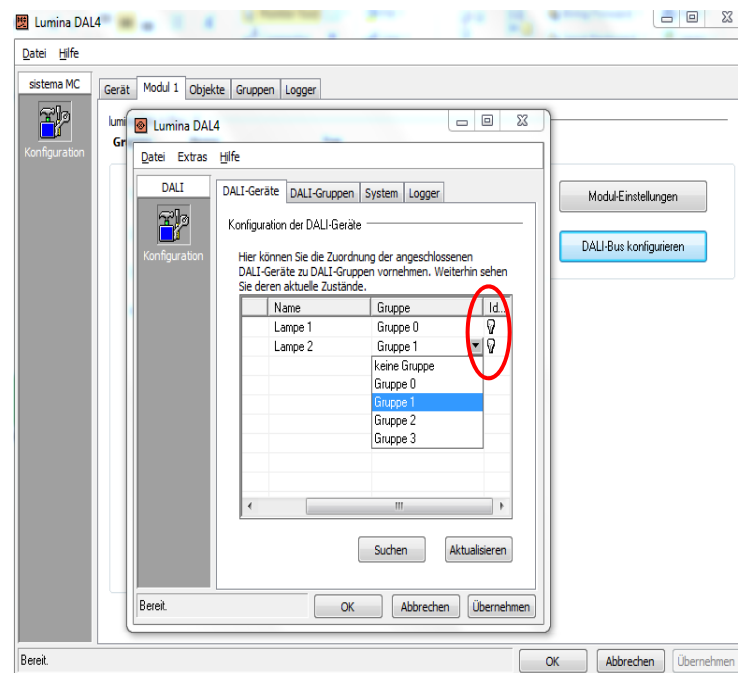 Lumina DAL4
Datei Hilfe
sistema MC
Konfiguration
Gerät Modul 1 Objekte Gruppen Logger
lumi
Gr
Modul-Einstellungen
DALI-Bus konfigurieren
Lumina DAL4
Datei Extras Hilfe
DALI
Konfiguration
DALI-Geräte DALI-Gruppen System Logger
Konfiguration der DALI-Geräte
Hier können Sie die Zuordnung der angeschlossenen
DALI-Geräte zu DALI-Gruppen vornehmen. Weiterhin sehen
Sie deren aktuelle Zustände.
Name Gruppe Id...
Lampe 1 Gruppe 0
Lampe 2 Gruppe 1
keine Gruppe
Gruppe 0
Gruppe 1
Gruppe 2
Gruppe 3
Suchen Aktualisieren
Bereit. OK Abbrechen Übernehmen
Bereit. OK Abbrechen Übernehmen